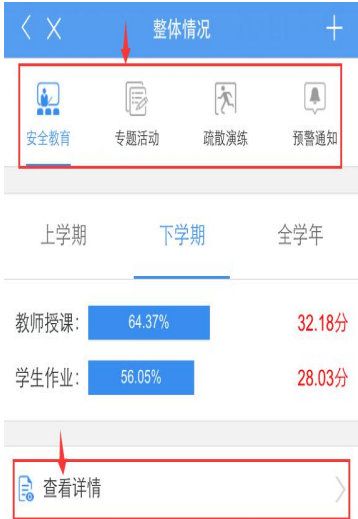 整体情况
安全教育 专题活动 疏散演练 预警通知
上学期 下学期 全学年
教师授课: 64.37% 32.18分
学生作业: 56.05% 28.03分
查看详情